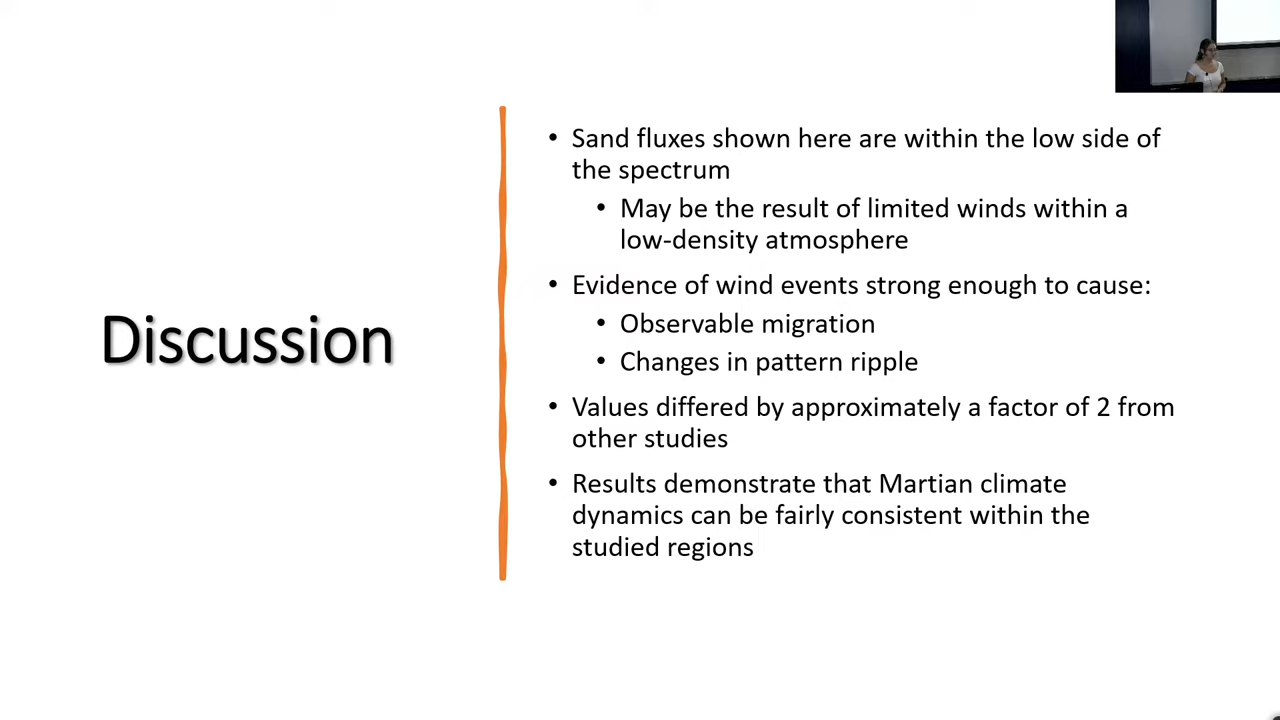 Discussion
• Sand fluxes shown here are within the low side of
the spectrum
• May be the result of limited winds within a
low-density atmosphere
• Evidence of wind events strong enough to cause:
• Observable migration
• Changes in pattern ripple
• Values differed by approximately a factor of 2 from
other studies
• Results demonstrate that Martian climate
dynamics can be fairly consistent within the
studied regions